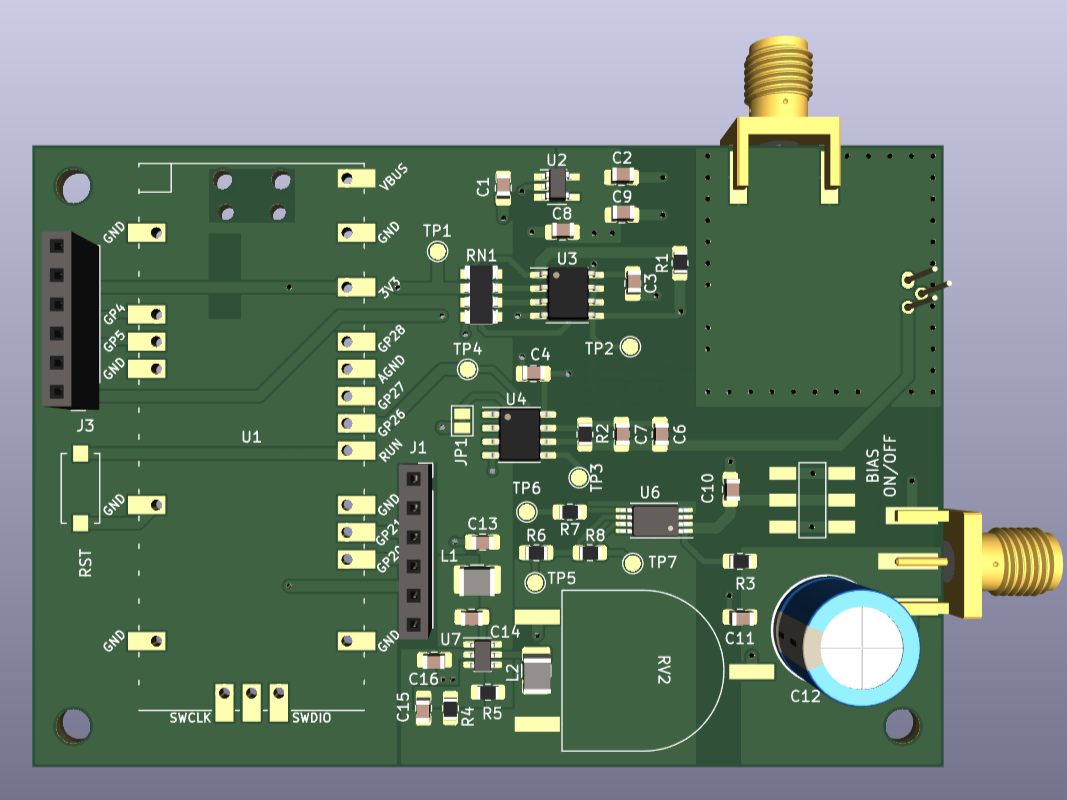 VBUS
GND
GND
3V3
GP4
GP5
GND
GP28
AGND
GP27
GP26
RUN
J3
U1
RST
GND
GND
GP21
GP20
GND
GND
SWCLK
SWDIO
J1
TP1
RN1
C1
U2
C2
C9
C8
U3
R1
C3
TP2
TP4
C4
JP1
U4
R2
C7
C6
TP3
TP6
R7
U6
C10
BIAS
ON/OFF
C13
L1
R6
R8
TP5
TP7
R3
C11
U7
C14
C16
L2
RV2
C12
C15
R4
R5